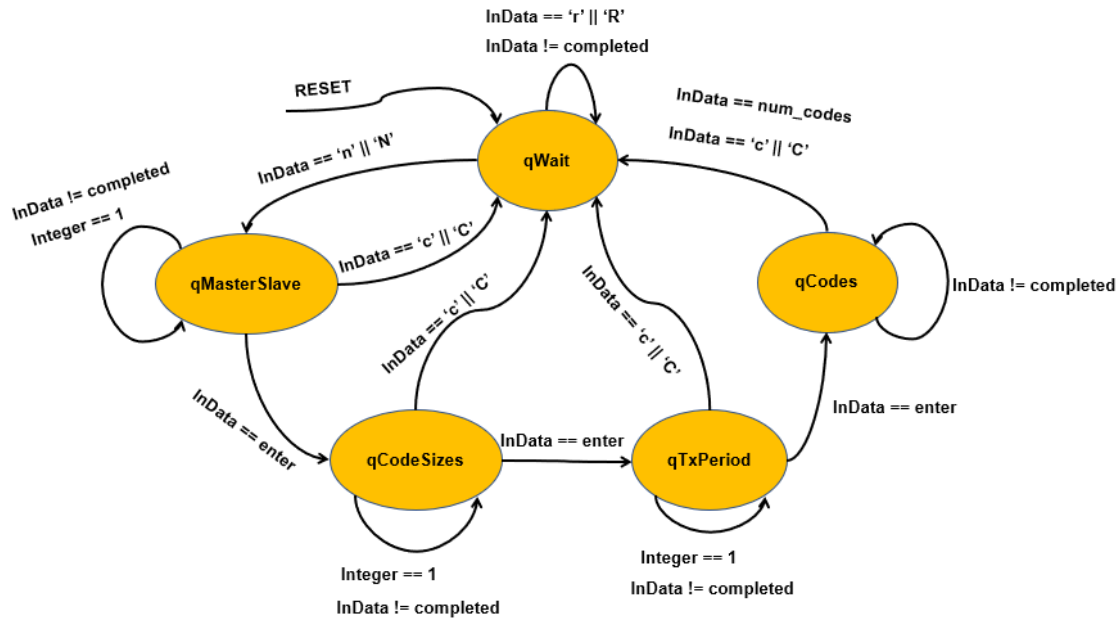 InData == ‘r’ || ‘R’
InData != completed
RESET
InData == num_codes
InData == ‘c’ || ‘C’
qWait
InData == ‘n’ || ‘N’
InData != completed
Integer == 1
InData == ‘c’ || ‘C’
qMasterSlave
qCodes
InData != completed
InData == ‘c’ || ‘C’
InData == ‘c’ || ‘C’
InData == enter
InData == enter
qCodeSizes
InData == enter
qTxPeriod
Integer == 1
InData != completed
Integer == 1
InData != completed